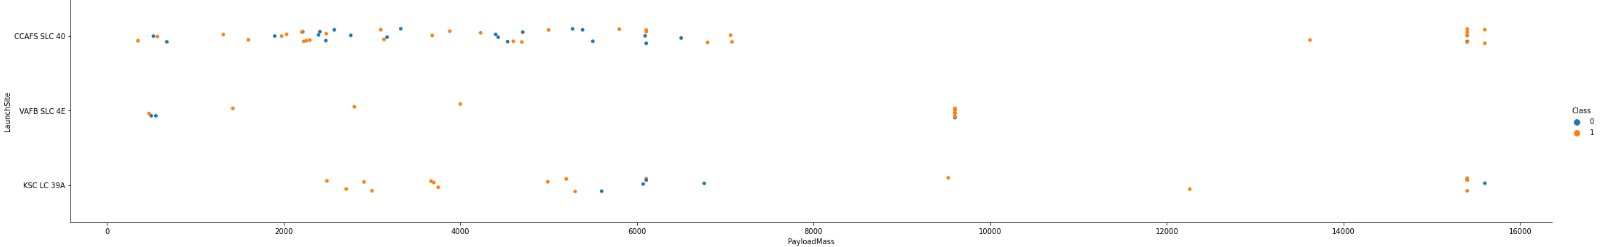 CCAFS SLC 40
VAFB SLC 4E
KSC LC 39A
LaunchSite
0 2000 4000 6000 8000 10000 12000 14000 16000
PayloadMass
Class
0
1